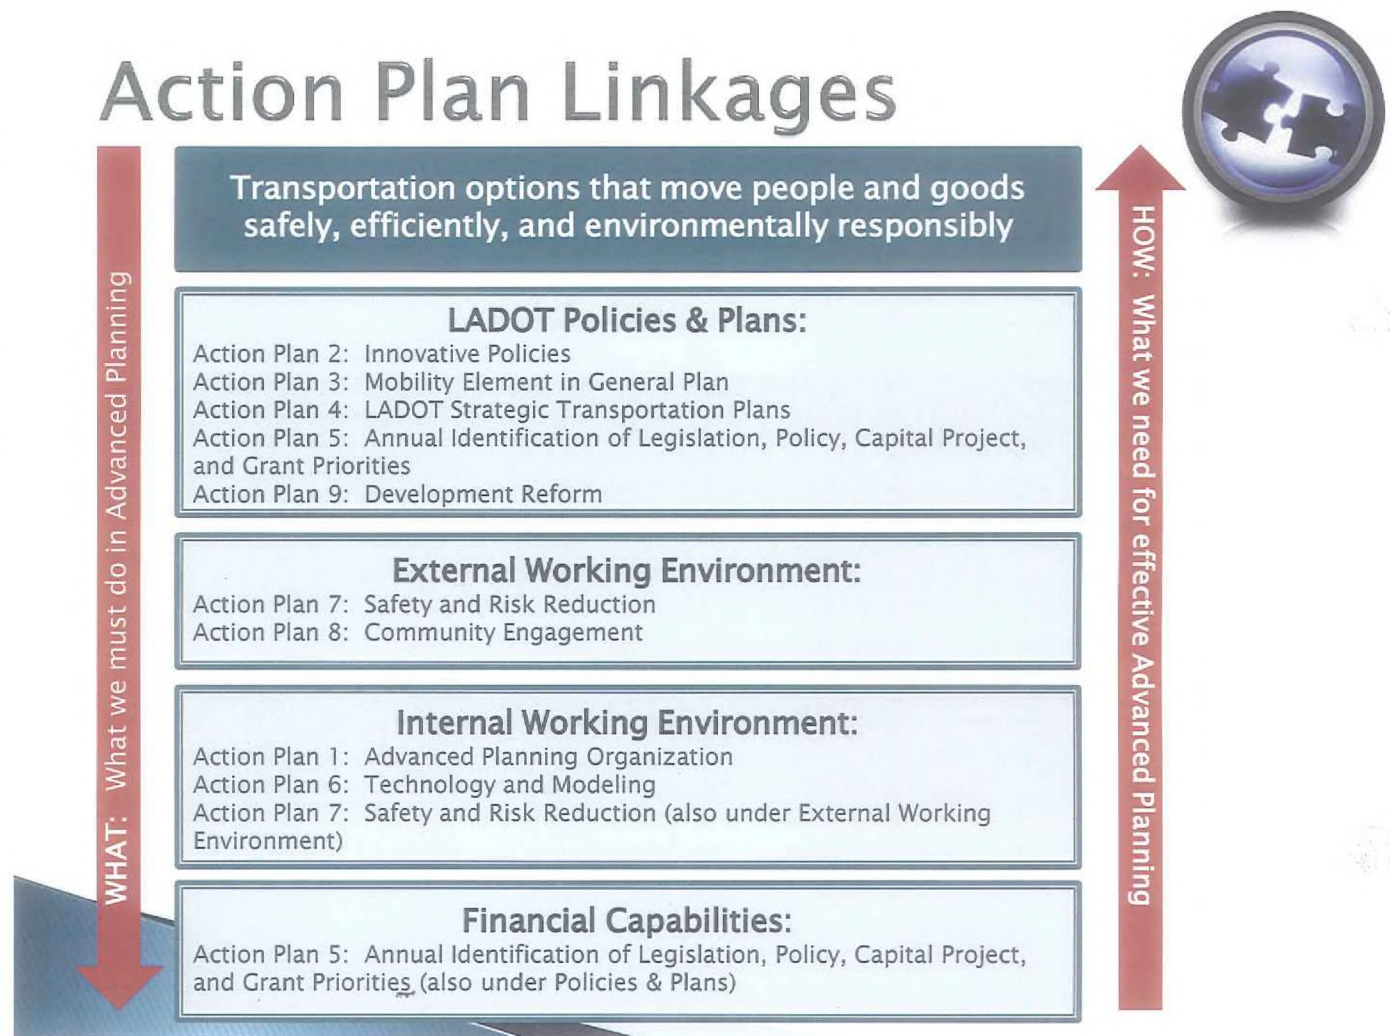 Action Plan Linkages
Transportation options that move people and goods
safely, efficiently, and environmentally responsibly
WHAT: What we must do in Advanced Planning
HOW: What we need for effective Advanced Planning
LADOT Policies & Plans:
Action Plan 2: Innovative Policies
Action Plan 3: Mobility Element in General Plan
Action Plan 4: LADOT Strategic Transportation Plans
Action Plan 5: Annual Identification of Legislation, Policy, Capital Project,
and Grant Priorities
Action Plan 9: Development Reform
External Working Environment:
Action Plan 7: Safety and Risk Reduction
Action Plan 8: Community Engagement
Internal Working Environment:
Action Plan 1: Advanced Planning Organization
Action Plan 6: Technology and Modeling
Action Plan 7: Safety and Risk Reduction (also under External Working
Environment)
Financial Capabilities:
Action Plan 5: Annual Identification of Legislation, Policy, Capital Project,
and Grant Priorities (also under Policies & Plans)